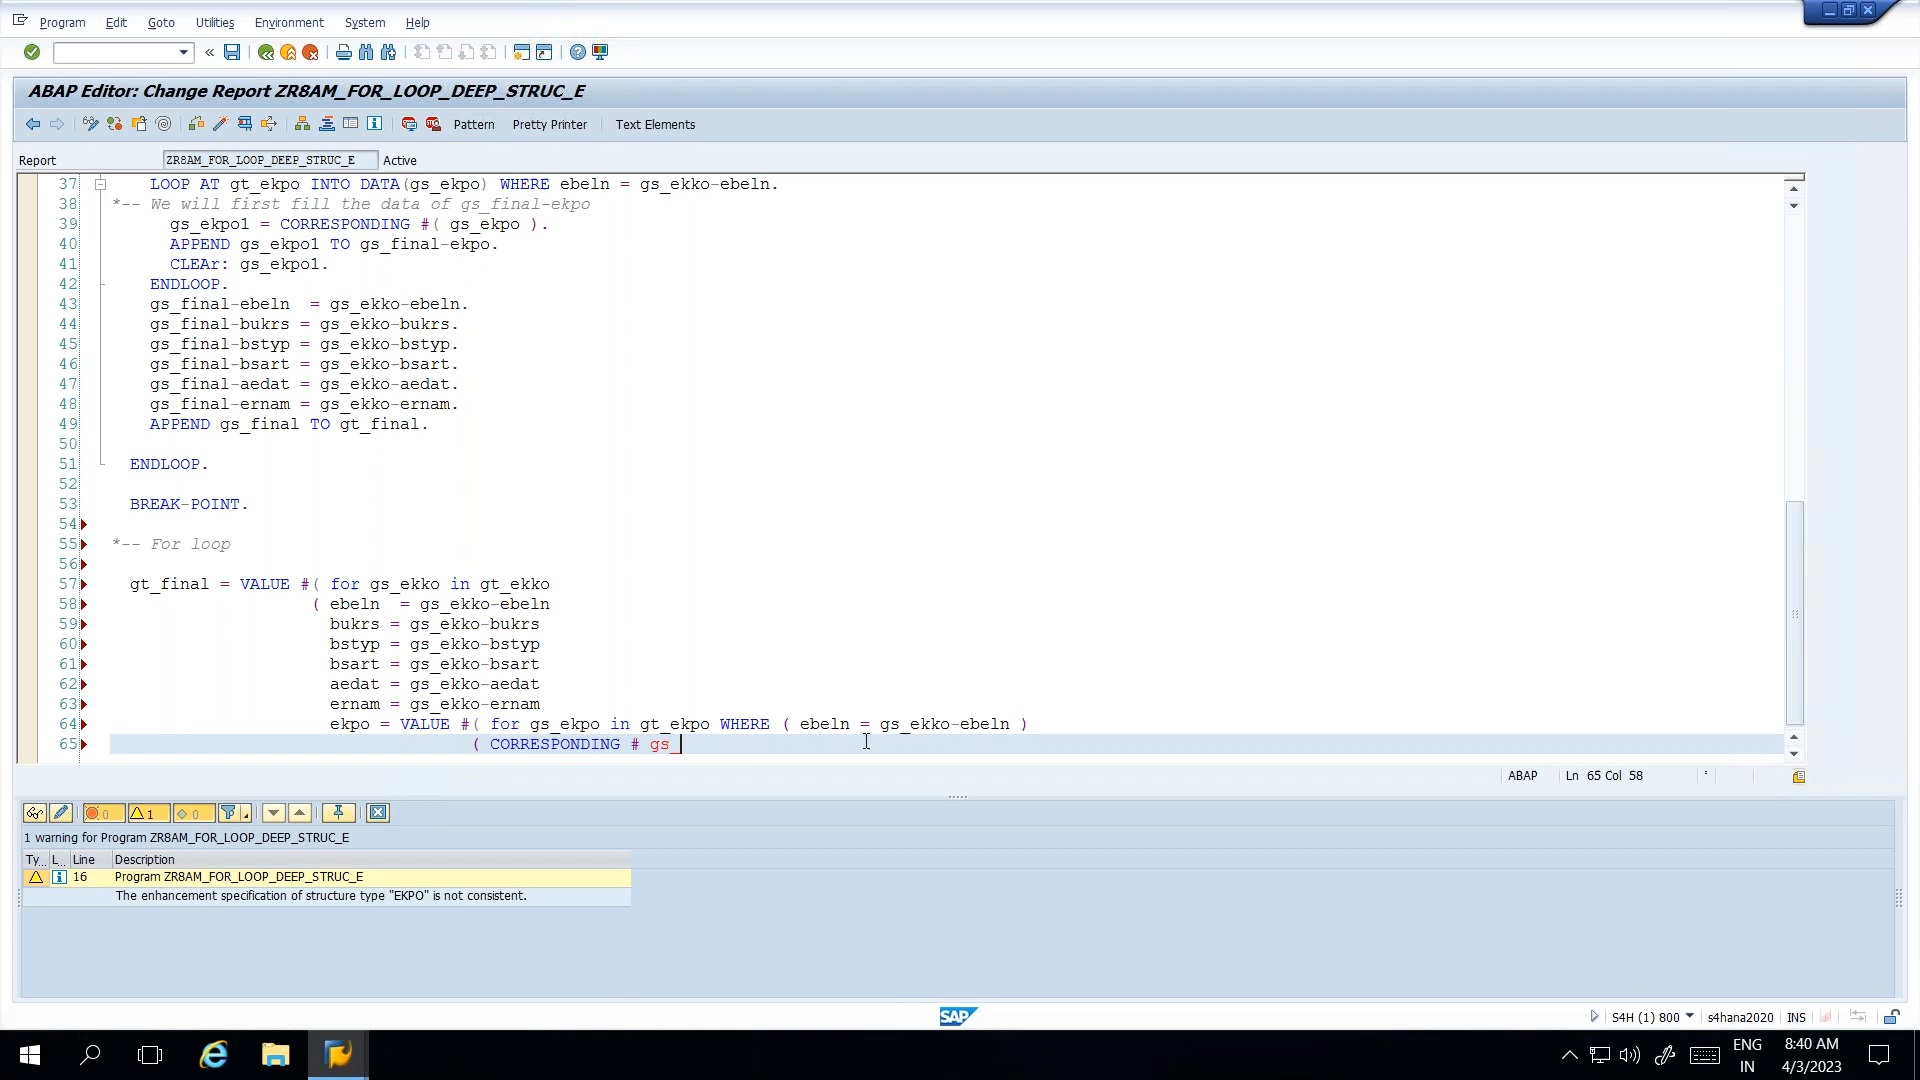 Program Edit Goto Utilities Environment System Help
«
ABAP Editor: Change Report ZR8AM_FOR_LOOP_DEEP_STRUC_E
Pattern Pretty Printer Text Elements
Report ZR8AM_FOR_LOOP_DEEP_STRUC_E Active
37 LOOP AT gt_ekpo INTO DATA(gs_ekpo) WHERE ebeln = gs_ekko-ebeln.
38 *-- We will first fill the data of gs_final-ekpo
39 gs_ekpo1 = CORRESPONDING #( gs_ekpo ).
40 APPEND gs_ekpo1 TO gs_final-ekpo.
41 CLEAr: gs_ekpo1.
42 ENDLOOP.
43 gs_final-ebeln  = gs_ekko-ebeln.
44 gs_final-bukrs = gs_ekko-bukrs.
45 gs_final-bstyp = gs_ekko-bstyp.
46 gs_final-bsart = gs_ekko-bsart.
47 gs_final-aedat = gs_ekko-aedat.
48 gs_final-ernam = gs_ekko-ernam.
49 APPEND gs_final TO gt_final.
50
51 ENDLOOP.
52
53 BREAK-POINT.
54
55 *-- For loop
56
57 gt_final = VALUE #( for gs_ekko in gt_ekko
58 ( ebeln  = gs_ekko-ebeln
59 bukrs = gs_ekko-bukrs
60 bstyp = gs_ekko-bstyp
61 bsart = gs_ekko-bsart
62 aedat = gs_ekko-aedat
63 ernam = gs_ekko-ernam
64 ekpo = VALUE #( for gs_ekpo in gt_ekpo WHERE ( ebeln = gs_ekko-ebeln )
65 ( CORRESPONDING # gs_
ABAP Ln 65 Col 58
0 1 0
1 warning for Program ZR8AM_FOR_LOOP_DEEP_STRUC_E
Ty... L... Line Description
16 Program ZR8AM_FOR_LOOP_DEEP_STRUC_E
The enhancement specification of structure type "EKPO" is not consistent.
SAP S4H (1) 800 s4hana2020 INS
ENG 8:40 AM
IN 4/3/2023